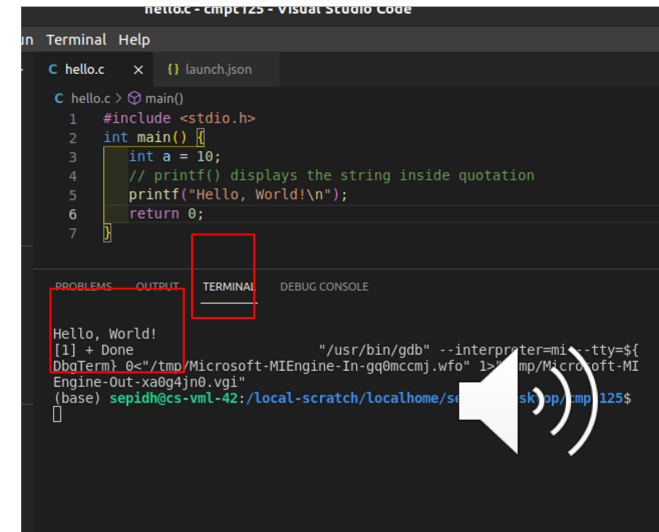 hello.c - cmpt125 - Visual Studio Code
un Terminal Help
C hello.c × {} launch.json
C hello.c > main()
1 #include <stdio.h>
2 int main() {
3 int a = 10;
4 // printf() displays the string inside quotation
5 printf("Hello, World!\n");
6 return 0;
7 }
PROBLEMS OUTPUT TERMINAL DEBUG CONSOLE
Hello, World!
[1] + Done "/usr/bin/gdb" --interpreter=mi --tty=${
DbgTerm} 0<"/tmp/Microsoft-MIEngine-In-gq0mccmj.wfo" 1>"/tmp/Microsoft-MI
Engine-Out-xa0g4jn0.vgi"
(base) sepidh@cs-vml-42:/local-scratch/localhome/se sktop/cmpt125$